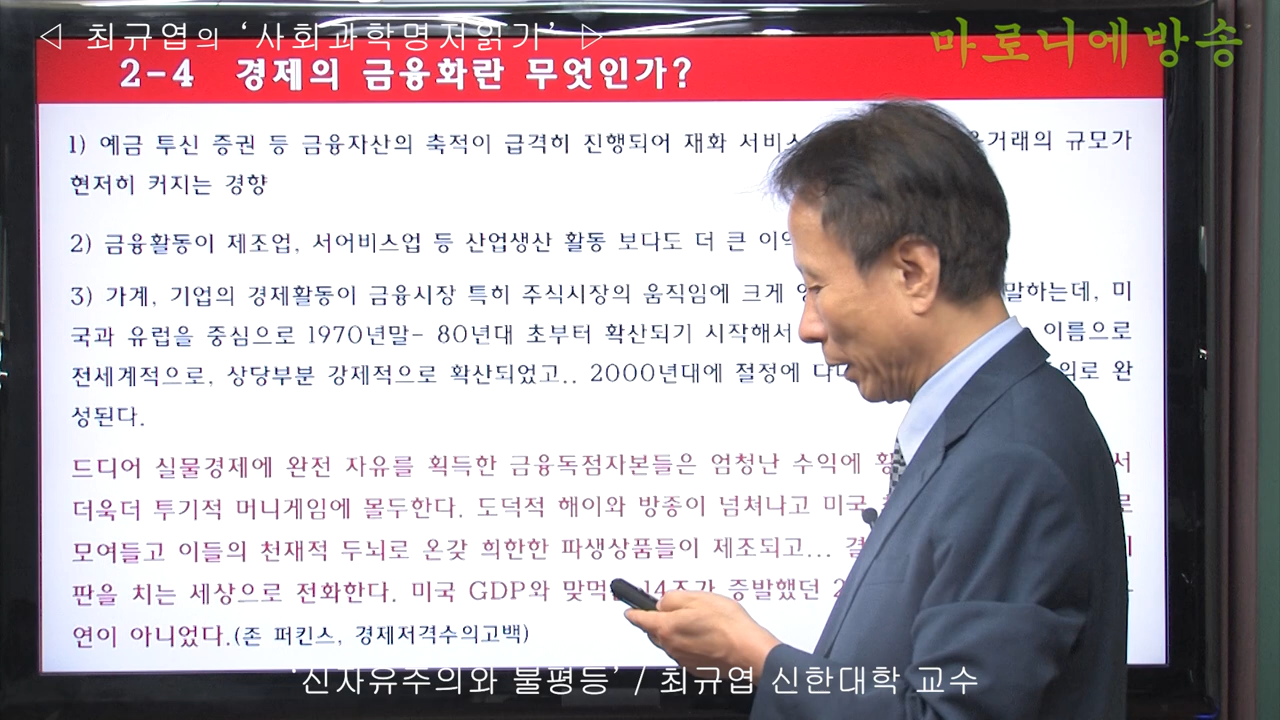 ◁ 최규엽의 '사회과학명저읽기' ▷
마로니에방송
2-4 경제의 금융화란 무엇인가?
1) 예금 투신 증권 등 금융자산의 축적이 급격히 진행되어 재화 서비스 거래의 규모가
현저히 커지는 경향
2) 금융활동이 제조업, 서어비스업 등 산업생산 활동 보다도 더 큰
3) 가계, 기업의 경제활동이 금융시장 특히 주식시장의 움직임에 크게 말하는데, 미
국과 유럽을 중심으로 1970년말- 80년대 초부터 확산되기 시작해서 이름으로
전세계적으로, 상당부분 강제적으로 확산되었고.. 2000년대에 절정에 완
성된다.
드디어 실물경제에 완전 자유를 획득한 금융독점자본들은 엄청난 수익에
더욱더 투기적 머니게임에 몰두한다. 도덕적 해이와 방종이 넘쳐나고 미국
모여들고 이들의 천재적 두뇌로 온갖 희한한 파생상품들이 제조되고...
판을 치는 세상으로 전화한다. 미국 GDP와 14조가 증발했던
연이 아니었다.(존 퍼킨스, 경제저격수의고백)
'신자유주의와 불평등' / 최규엽 신한대학 교수